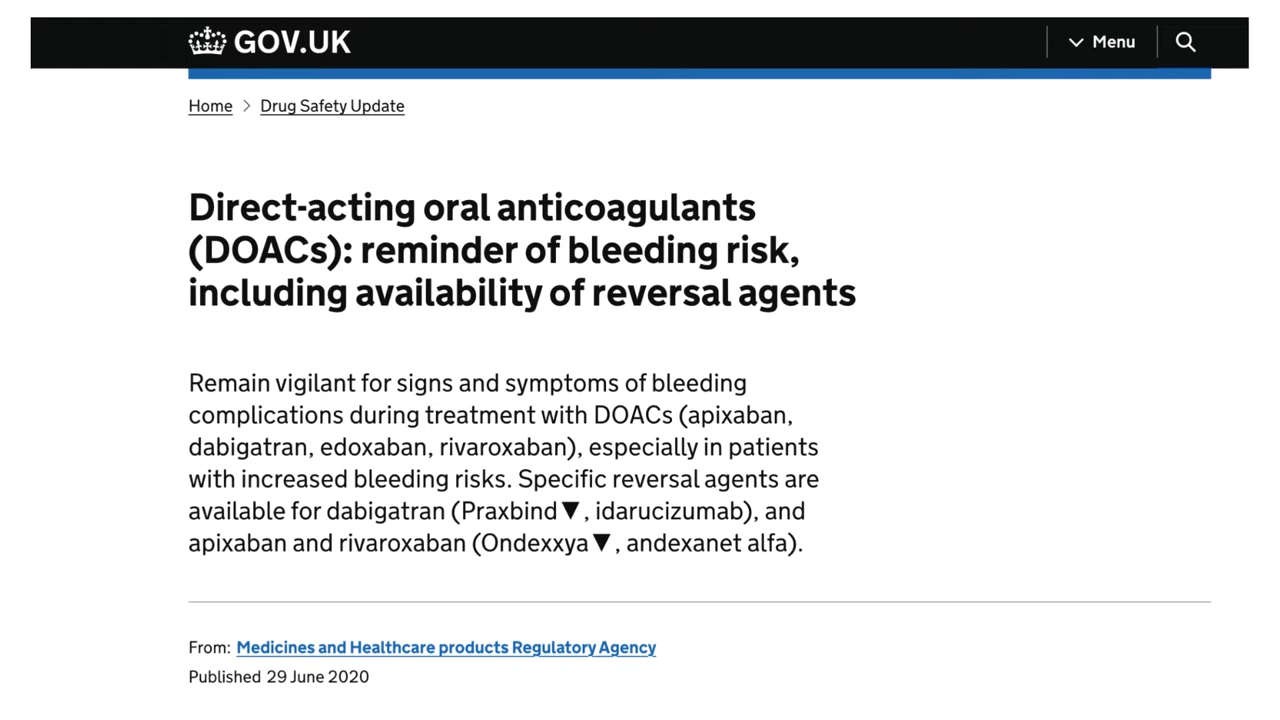 GOV.UK
Menu
Home > Drug Safety Update
Direct-acting oral anticoagulants
(DOACs): reminder of bleeding risk,
including availability of reversal agents
Remain vigilant for signs and symptoms of bleeding
complications during treatment with DOACs (apixaban,
dabigatran, edoxaban, rivaroxaban), especially in patients
with increased bleeding risks. Specific reversal agents are
available for dabigatran (Praxbind▼, idarucizumab), and
apixaban and rivaroxaban (Ondexxya▼, andexanet alfa).
From: Medicines and Healthcare products Regulatory Agency
Published 29 June 2020